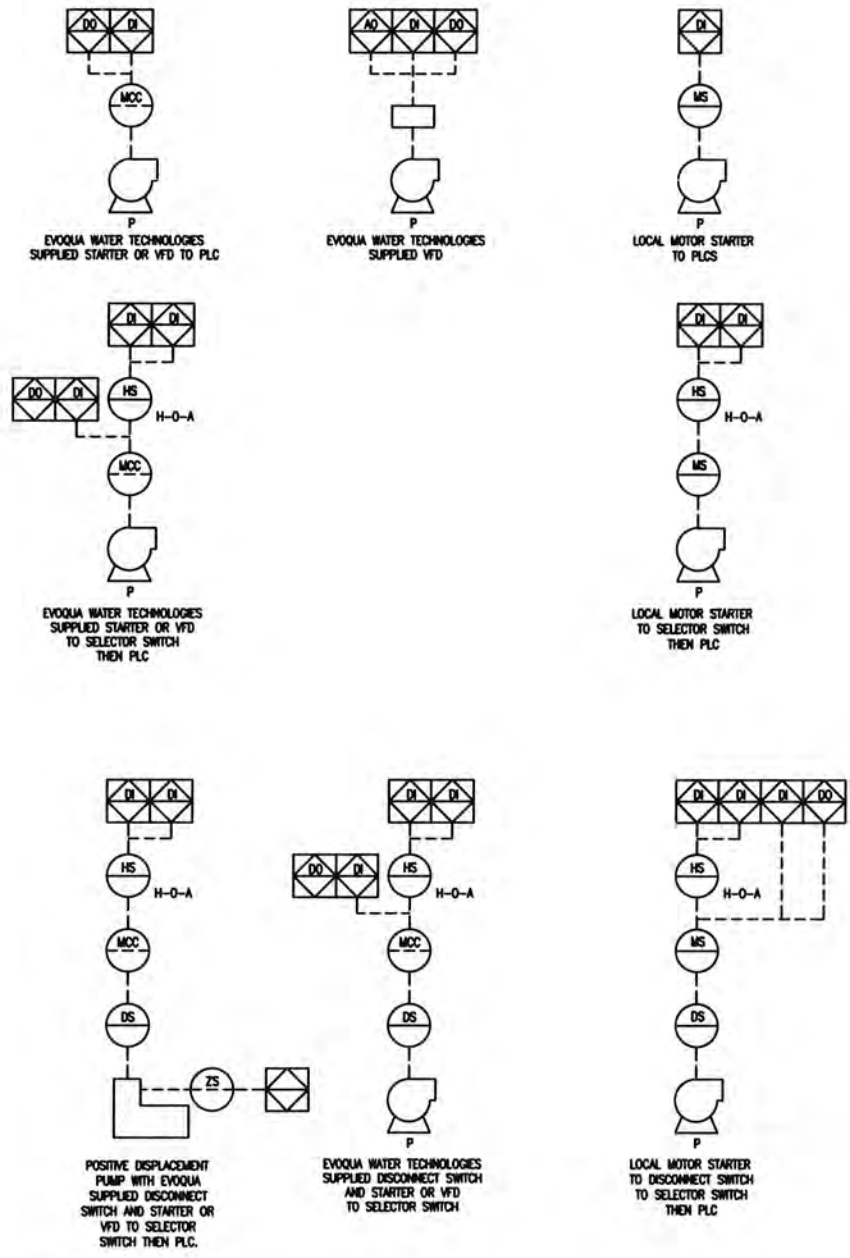 DO DI
MCC
P
EVOQUA WATER TECHNOLOGIES
SUPPLIED STARTER OR VFD TO PLC
AO DI DO
P
EVOQUA WATER TECHNOLOGIES
SUPPLIED VFD
DI
MS
P
LOCAL MOTOR STARTER
TO PLCS
DI DI
DO DI
HS
H-O-A
MCC
P
EVOQUA WATER TECHNOLOGIES
SUPPLIED STARTER OR VFD
TO SELECTOR SWITCH
THEN PLC
DI DI
HS
H-O-A
MS
P
LOCAL MOTOR STARTER
TO SELECTOR SWITCH
THEN PLC
DI DI
HS
H-O-A
MCC
DS
ZS
POSITIVE DISPLACEMENT
PUMP WITH EVOQUA
SUPPLIED DISCONNECT
SWITCH AND STARTER OR
VFD TO SELECTOR
SWITCH THEN PLC.
DI DI
DO DI
HS
H-O-A
MCC
DS
P
EVOQUA WATER TECHNOLOGIES
SUPPLIED DISCONNECT SWITCH
AND STARTER OR VFD
TO SELECTOR SWITCH
DI DI DI DO
HS
H-O-A
MS
DS
P
LOCAL MOTOR STARTER
TO DISCONNECT SWITCH
TO SELECTOR SWITCH
THEN PLC